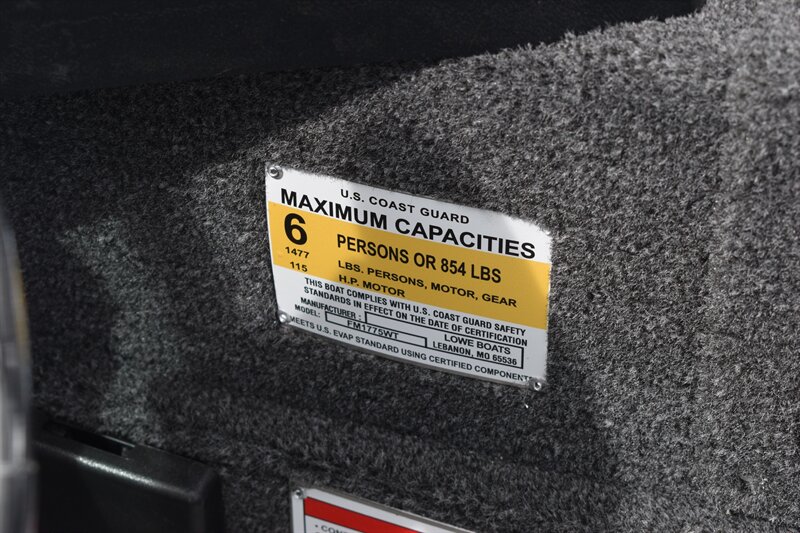 U.S. COAST GUARD
MAXIMUM CAPACITIES
6 PERSONS OR 854 LBS
1477 LBS. PERSONS, MOTOR, GEAR
115 H.P. MOTOR
THIS BOAT COMPLIES WITH U.S. COAST GUARD SAFETY
STANDARDS IN EFFECT ON THE DATE OF CERTIFICATION
MANUFACTURER : LOWE BOATS
MODEL: FM1775WT LEBANON, MO 65536
MEETS U.S. EVAP STANDARD USING CERTIFIED COMPONENTS